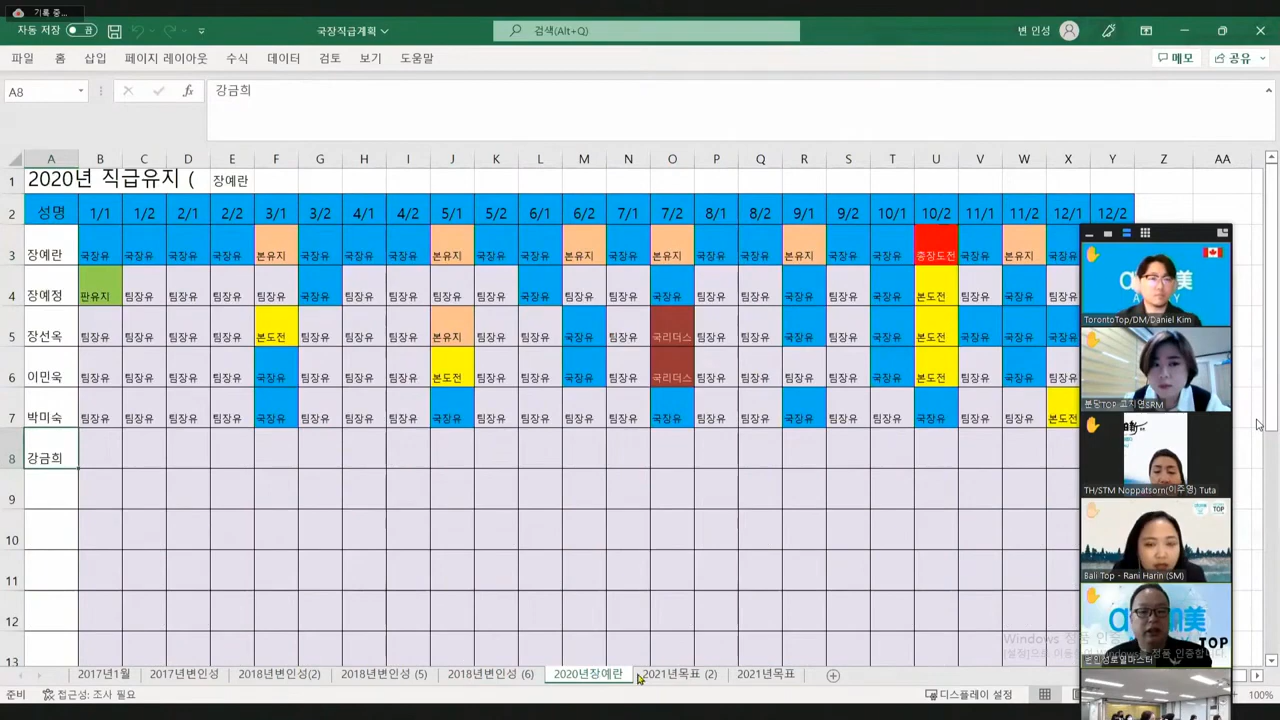 기록 중...
자동 저장 끔 국장직급계획 검색(Alt+Q) 변 인성
파일 홈 삽입 페이지 레이아웃 수식 데이터 검토 보기 도움말 메모 공유
A8 fx 강금희
A B C D E F G H I J K L M N O P Q R S T U V W X Y Z AA
1 2020년 직급유지 ( 장예란
2 성명 1/1 1/2 2/1 2/2 3/1 3/2 4/1 4/2 5/1 5/2 6/1 6/2 7/1 7/2 8/1 8/2 9/1 9/2 10/1 10/2 11/1 11/2 12/1 12/2
3 장예란 국장유 국장유 국장유 국장유 본유지 국장유 국장유 국장유 본유지 국장유 국장유 본유지 국장유 본유지 국장유 국장유 본유지 국장유 국장유 총장도전 국장유 본유지 국장유
4 장예정 판유지 팀장유 팀장유 팀장유 팀장유 국장유 팀장유 팀장유 팀장유 팀장유 국장유 팀장유 팀장유 국장유 팀장유 팀장유 국장유 팀장유 국장유 본도전 팀장유 국장유 팀장유
5 장선옥 팀장유 팀장유 팀장유 팀장유 본도전 팀장유 팀장유 팀장유 본유지 팀장유 팀장유 국장유 팀장유 국리더스 팀장유 팀장유 국장유 팀장유 국장유 본도전 국장유 국장유 국장유
6 이민욱 팀장유 팀장유 팀장유 팀장유 국장유 팀장유 팀장유 팀장유 본도전 팀장유 팀장유 국장유 팀장유 국리더스 팀장유 팀장유 국장유 팀장유 국장유 본도전 팀장유 국장유 팀장유
7 박미숙 팀장유 팀장유 팀장유 팀장유 국장유 팀장유 팀장유 팀장유 국장유 팀장유 팀장유 팀장유 팀장유 국장유 팀장유 팀장유 국장유 팀장유 팀장유 국장유 팀장유 팀장유 본도전
8 강금희
9
10
11
12
13
TorontoTop/DM/Daniel Kim
분당TOP 고지연SRM
TH/STM Noppatsorn(이주영) Tuta
TOP
Bali Top - Rani Harin (SM)
TOP
변인성로열마스터
Windows 정품 인증
2017년1월 2017년변인성 2018년변인성(2) 2018년변인성 (3) 2018년변인성 (6) 2020년장예란 2021년목표 (2) 2021년목표
준비 접근성: 조사 필요 디스플레이 설정 100%